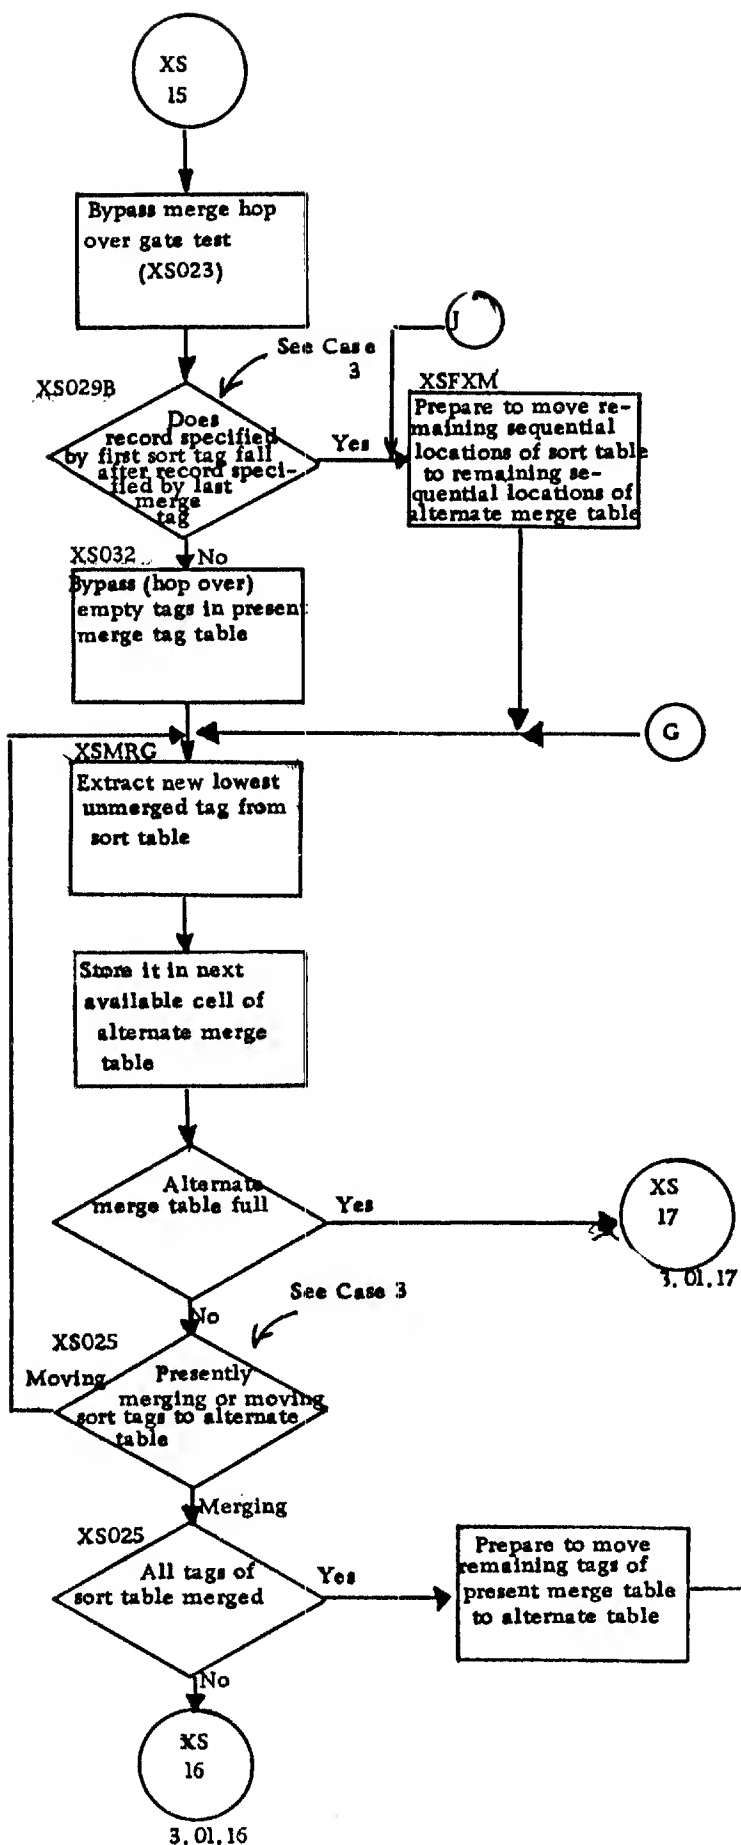 XS
15
Bypass merge hop
over gate test
(XS023)
See Case
3
J
XS029B
Does
record specified
by first sort tag fall
after record speci-
fied by last
merge
tag
Yes
XSFXM
Prepare to move re-
maining sequential
locations of sort table
to remaining se-
quential locations of
alternate merge table
XS032
No
Bypass (hop over)
empty tags in present
merge tag table
G
XSMRG
Extract new lowest
unmerged tag from
sort table
Store it in next
available cell of
alternate merge
table
Alternate
merge table full
Yes
XS
17
3.01.17
No
See Case 3
XS025
Moving
Presently
merging or moving
sort tags to alternate
table
Merging
XS025
All tags of
sort table merged
Yes
Prepare to move
remaining tags of
present merge table
to alternate table
No
XS
16
3.01.16